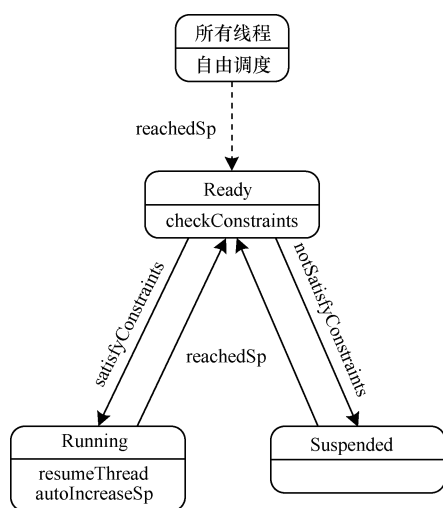 所有线程
自由调度
reachedSp
Ready
checkConstraints
satisfyConstraints
notSatisfyConstraints
reachedSp
Running
resumeThread
autoIncreaseSp
Suspended